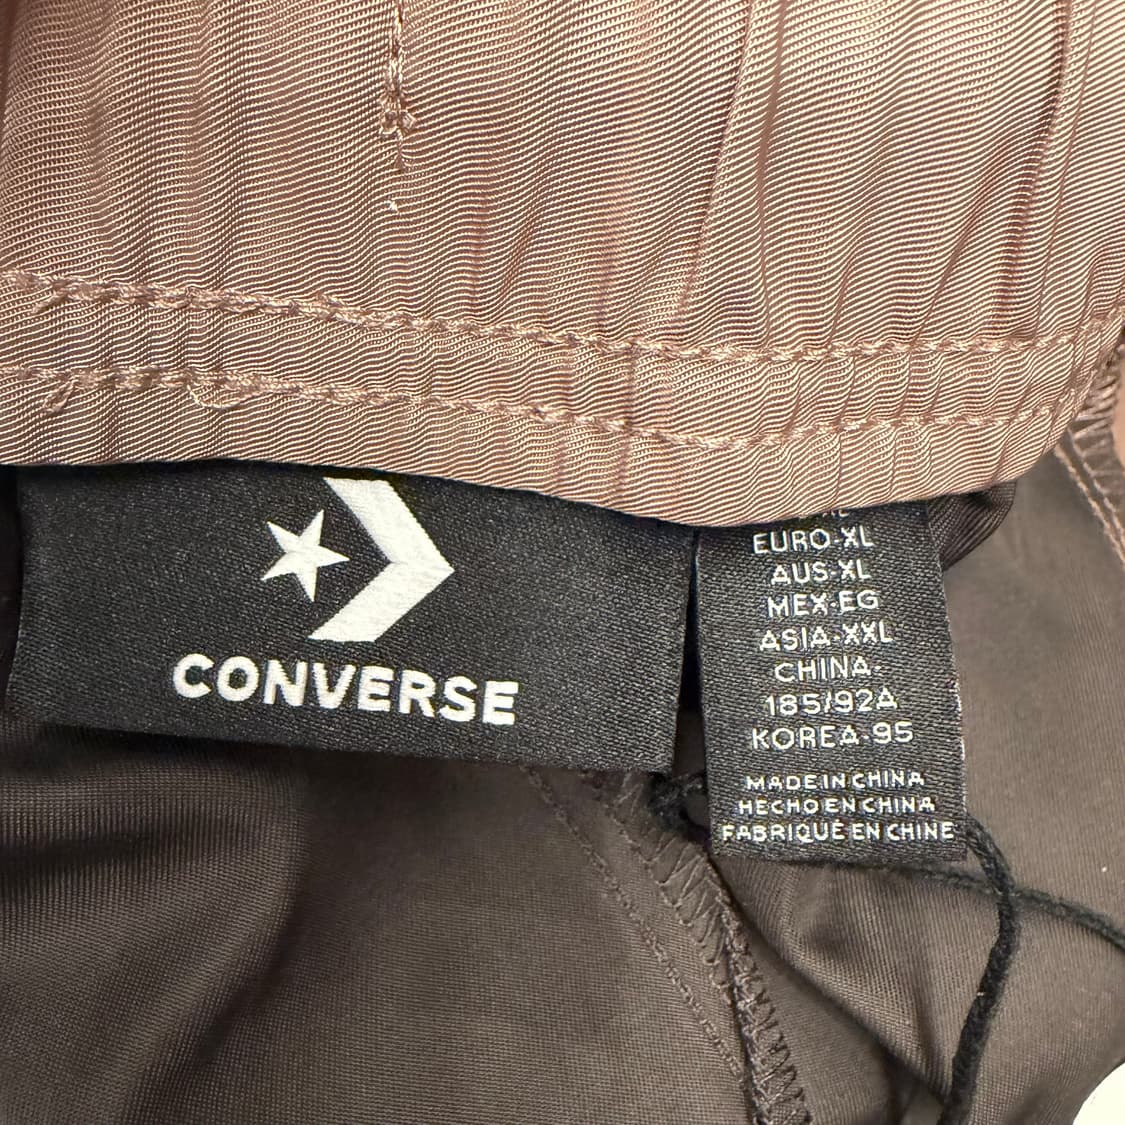 CONVERSE
EURO-XL
AUS-XL
MEX-EG
ASIA-XXL
CHINA-
185/92A
KOREA-95
MADE IN CHINA
HECHO EN CHINA
FABRIQUÉ EN CHINE